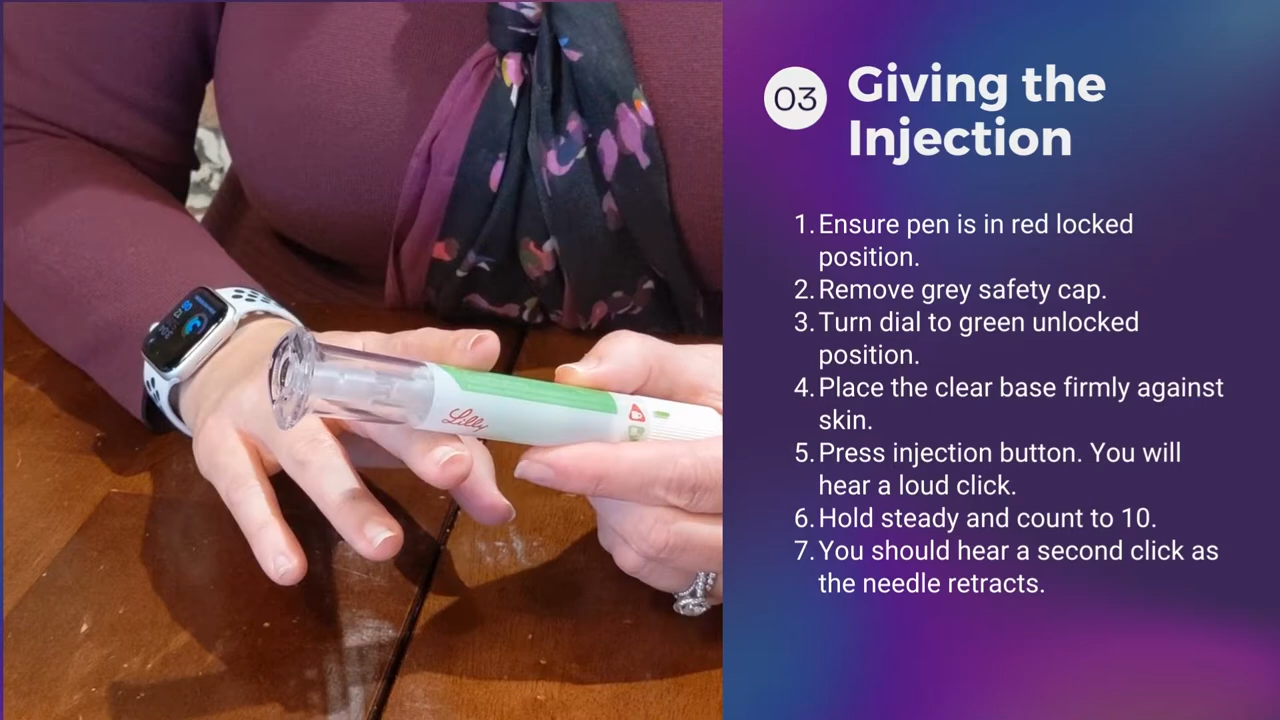 03
Giving the
Injection
1. Ensure pen is in red locked
position.
2. Remove grey safety cap.
3. Turn dial to green unlocked
position.
4. Place the clear base firmly against
skin.
5. Press injection button. You will
hear a loud click.
6. Hold steady and count to 10.
7. You should hear a second click as
the needle retracts.
Lilly